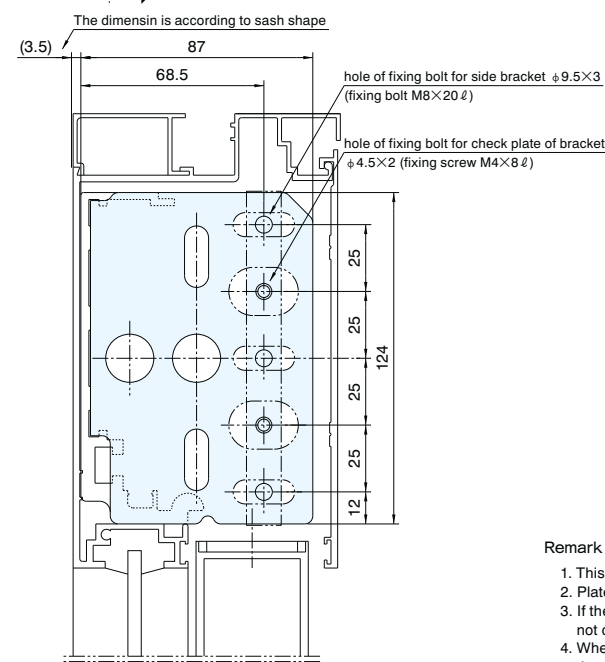 The dimensin is according to sash shape
(3.5)
87
68.5
hole of fixing bolt for side bracket φ9.5×3
(fixing bolt M8×20ℓ)
hole of fixing bolt for check plate of bracket
φ4.5×2 (fixing screw M4×8ℓ)
25
25
124
25
25
12
Remark
1. This
2. Plate
3. If the
not
4. Whe